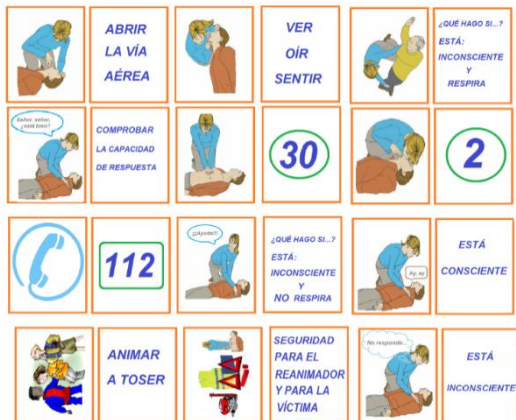 ABRIR
LA VÍA
AÉREA
VER
OÍR
SENTIR
¿QUÉ HAGO SI...?
ESTÁ:
INCONSCIENTE
Y
RESPIRA
Señor, señor,
¿está bien?
COMPROBAR
LA CAPACIDAD
DE RESPUESTA
30
2
112
¡¡Ayuda!!
¿QUÉ HAGO SI...?
ESTÁ:
INCONSCIENTE
Y
NO RESPIRA
Ay, ay
ESTÁ
CONSCIENTE
ANIMAR
A TOSER
SEGURIDAD
PARA EL
REANIMADOR
Y PARA LA
VÍCTIMA
No responde...
ESTÁ
INCONSCIENTE